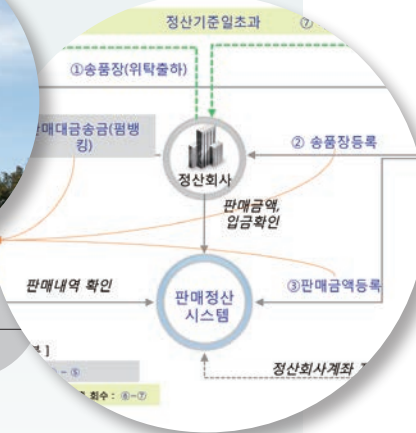 정산기준일초과 ⑦
①송품장(위탁출하)
판매대금송금(펌뱅
킹)
② 송품장등록
정산회사
판매금액,
입금확인
판매내역 확인
③판매금액등록
판매정산
시스템
]
- ⑤
정산회사계좌
회수 : ⑥-⑦